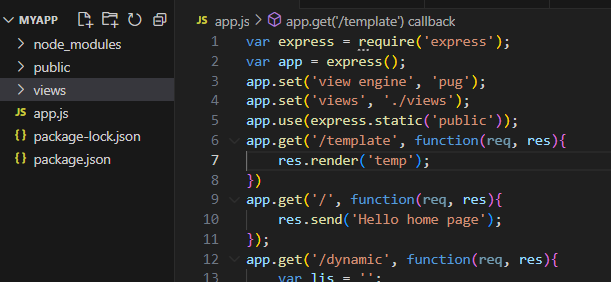 MYAPP
node_modules
public
views
JS app.js
{} package-lock.json
{} package.json
JS app.js > app.get('/template') callback
1 var express = require('express');
2 var app = express();
3 app.set('view engine', 'pug');
4 app.set('views', './views');
5 app.use(express.static('public'));
6 app.get('/template', function(req, res){
7     res.render('temp');
8 })
9 app.get('/', function(req, res){
10     res.send('Hello home page');
11 });
12 app.get('/dynamic', function(req, res){
13     var lis = '';